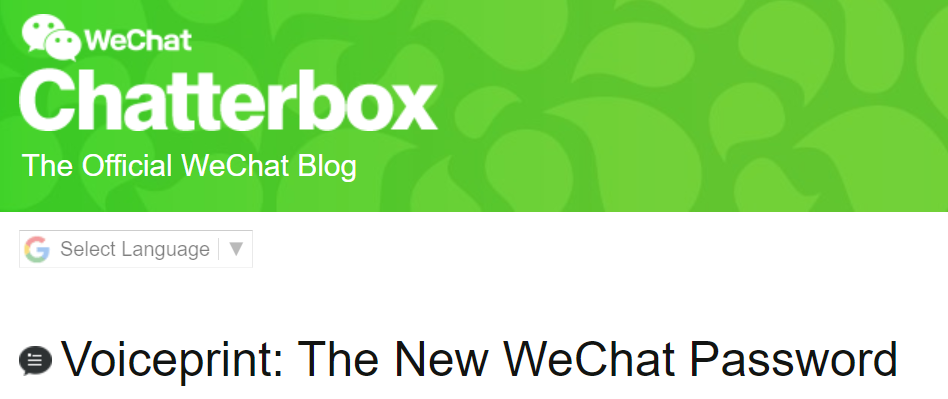 WeChat
Chatterbox
The Official WeChat Blog
G Select Language ▼
Voiceprint: The New WeChat Password